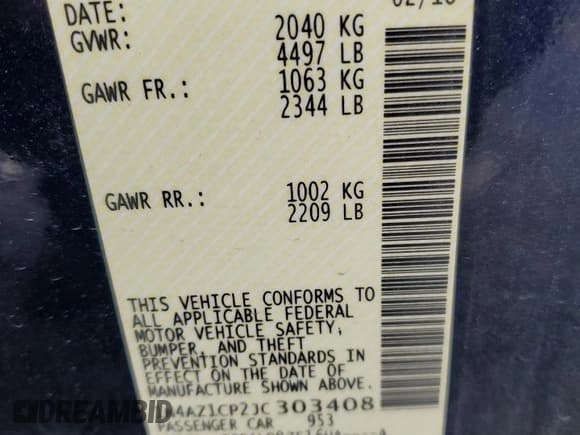 DATE:
GVWR: 2040 KG
4497 LB
GAWR FR.: 1063 KG
2344 LB
GAWR RR.: 1002 KG
2209 LB
THIS VEHICLE CONFORMS TO
ALL APPLICABLE FEDERAL
MOTOR VEHICLE SAFETY,
BUMPER, AND THEFT
PREVENTION STANDARDS IN
EFFECT ON THE DATE OF
MANUFACTURE SHOWN ABOVE.
4AZ1CP2JC303408
PASSENGER CAR 953